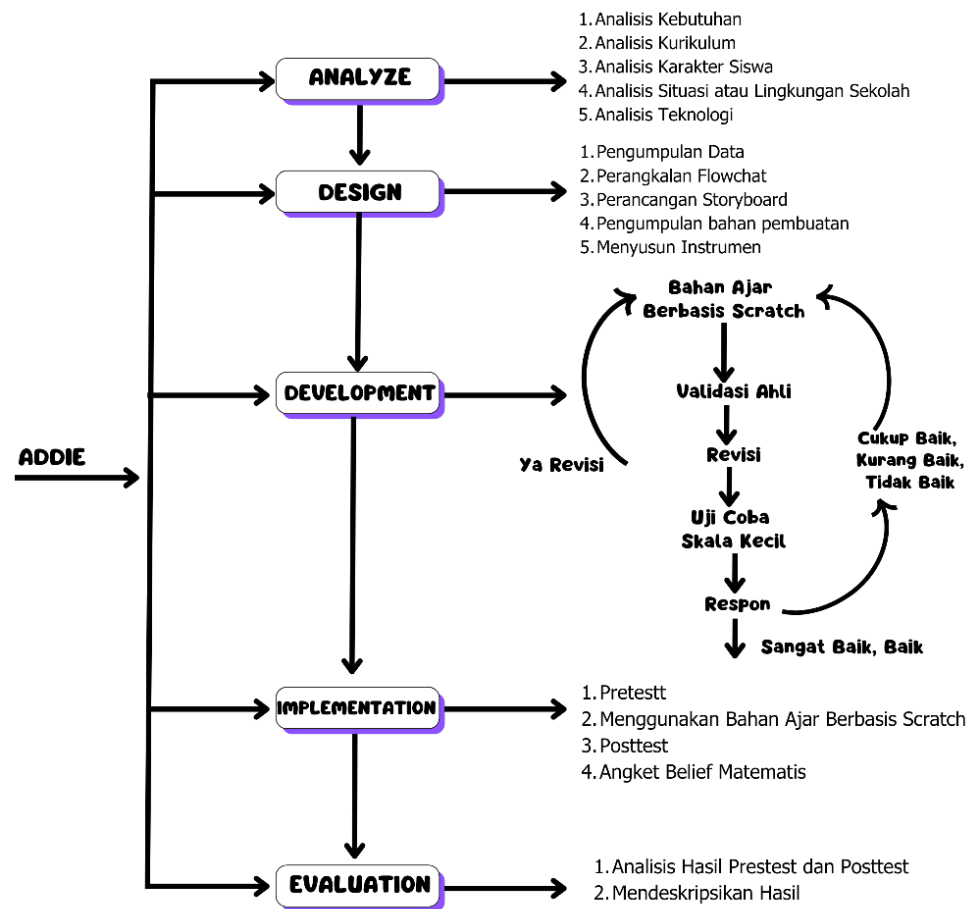 1. Analisis Kebutuhan
2. Analisis Kurikulum
ANALYZE
3. Analisis Karakter Siswa
4. Analisis Situasi atau Lingkungan Sekolah
5. Analisis Teknologi
1. Pengumpulan Data
2. Perangkalan Flowchat
DESIGN
3. Perancangan Storyboard
4. Pengumpulan bahan pembuatan
5. Menyusun Instrumen
Bahan Ajar
Berbasis Scratch
DEVELOPMENT
Validasi Ahli
ADDIE
Ya Revisi
Revisi
Cukup Baik,
Kurang Baik,
Tidak Baik
Uji Coba
Skala Kecil
Respon
Sangat Baik, Baik
IMPLEMENTATION
1. Pretestt
2. Menggunakan Bahan Ajar Berbasis Scratch
3. Posttest
4. Angket Belief Matematis
EVALUATION
1. Analisis Hasil Prestest dan Posttest
2. Mendeskripsikan Hasil